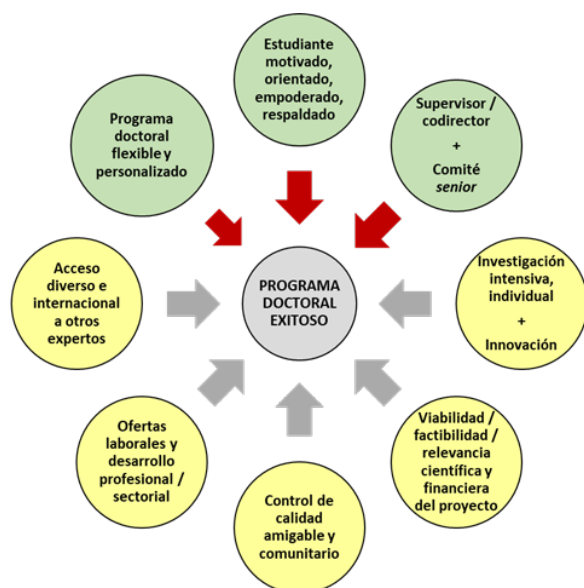 Estudiante
motivado,
orientado,
empoderado,
respaldado
Programa
doctoral
flexible y
personalizado
Supervisor /
codirector
+
Comité
senior
Acceso
diverso e
internacional
a otros
expertos
PROGRAMA
DOCTORAL
EXITOSO
Investigación
intensiva,
individual
+
Innovación
Ofertas
laborales y
desarrollo
profesional /
sectorial
Control de
calidad
amigable y
comunitario
Viabilidad /
factibilidad /
relevancia
científica y
financiera
del proyecto